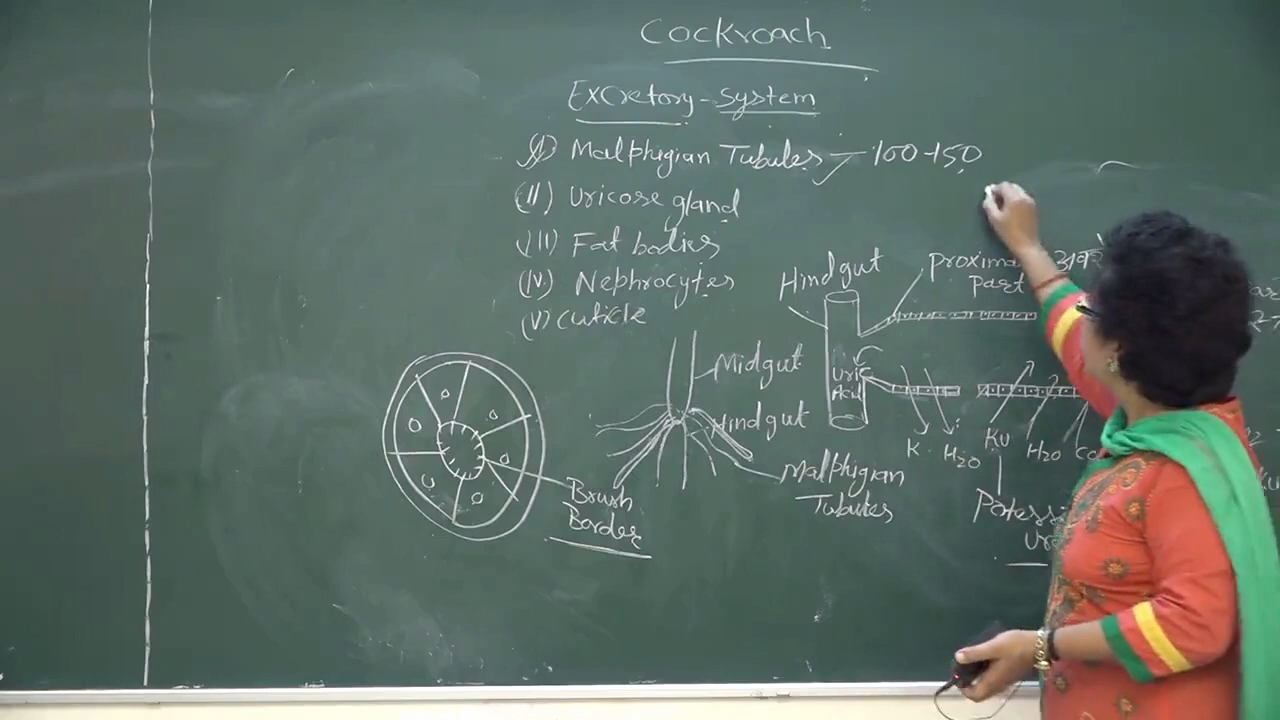 Cockroach
Excretory-System
(I) Malphigian Tubules — 100-150
(II) Uricose gland
(III) Fat bodies
(IV) Nephrocytes
(V) Cuticle
Hindgut
part
Midgut
Hindgut
Uric
Acid
K
H2O
KU
H2O
Malphigian
Tubules
Brush
Border